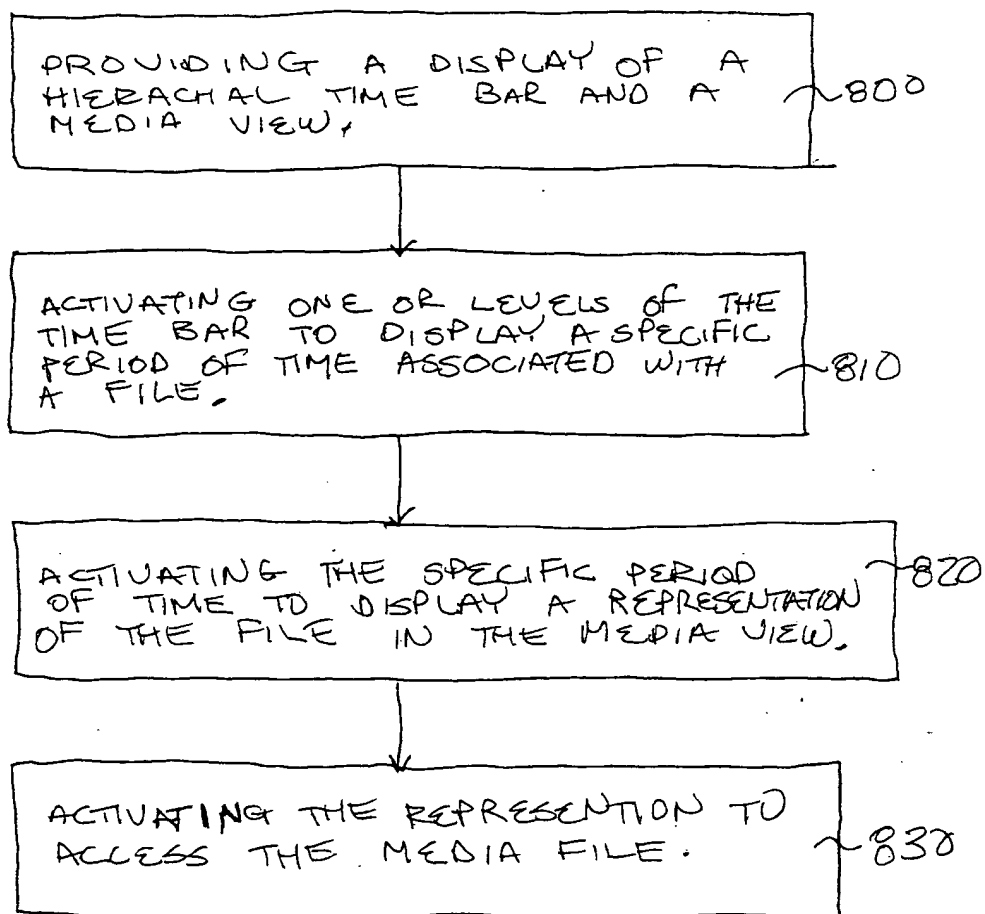 PROVIDING A DISPLAY OF A
HIERACHAL TIME BAR AND A
MEDIA VIEW.
800
ACTIVATING ONE OR LEVELS OF THE
TIME BAR TO DISPLAY A SPECIFIC
PERIOD OF TIME ASSOCIATED WITH
A FILE.
810
ACTIVATING THE SPECIFIC PERIOD
OF TIME TO DISPLAY A REPRESENTATION
OF THE FILE IN THE MEDIA VIEW.
820
ACTIVATING THE REPRESENTION TO
ACCESS THE MEDIA FILE.
830